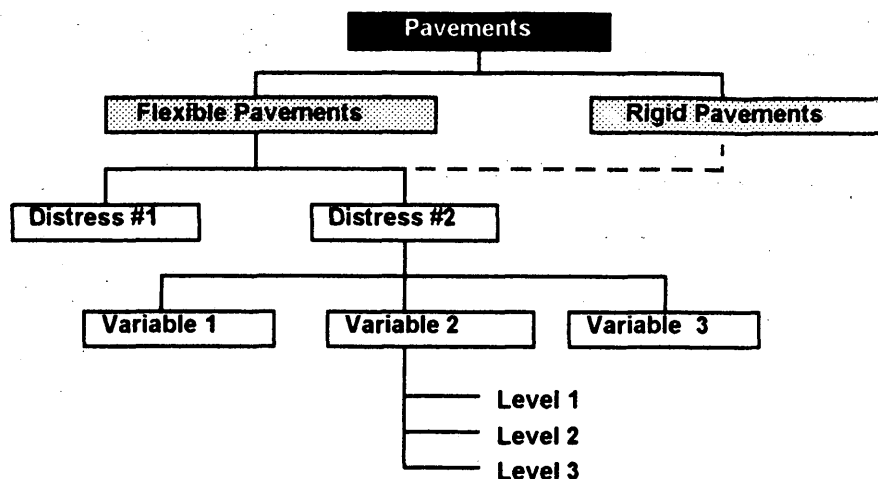 Pavements
Flexible Pavements
Rigid Pavements
Distress #1
Distress #2
Variable 1
Variable 2
Variable 3
Level 1
Level 2
Level 3